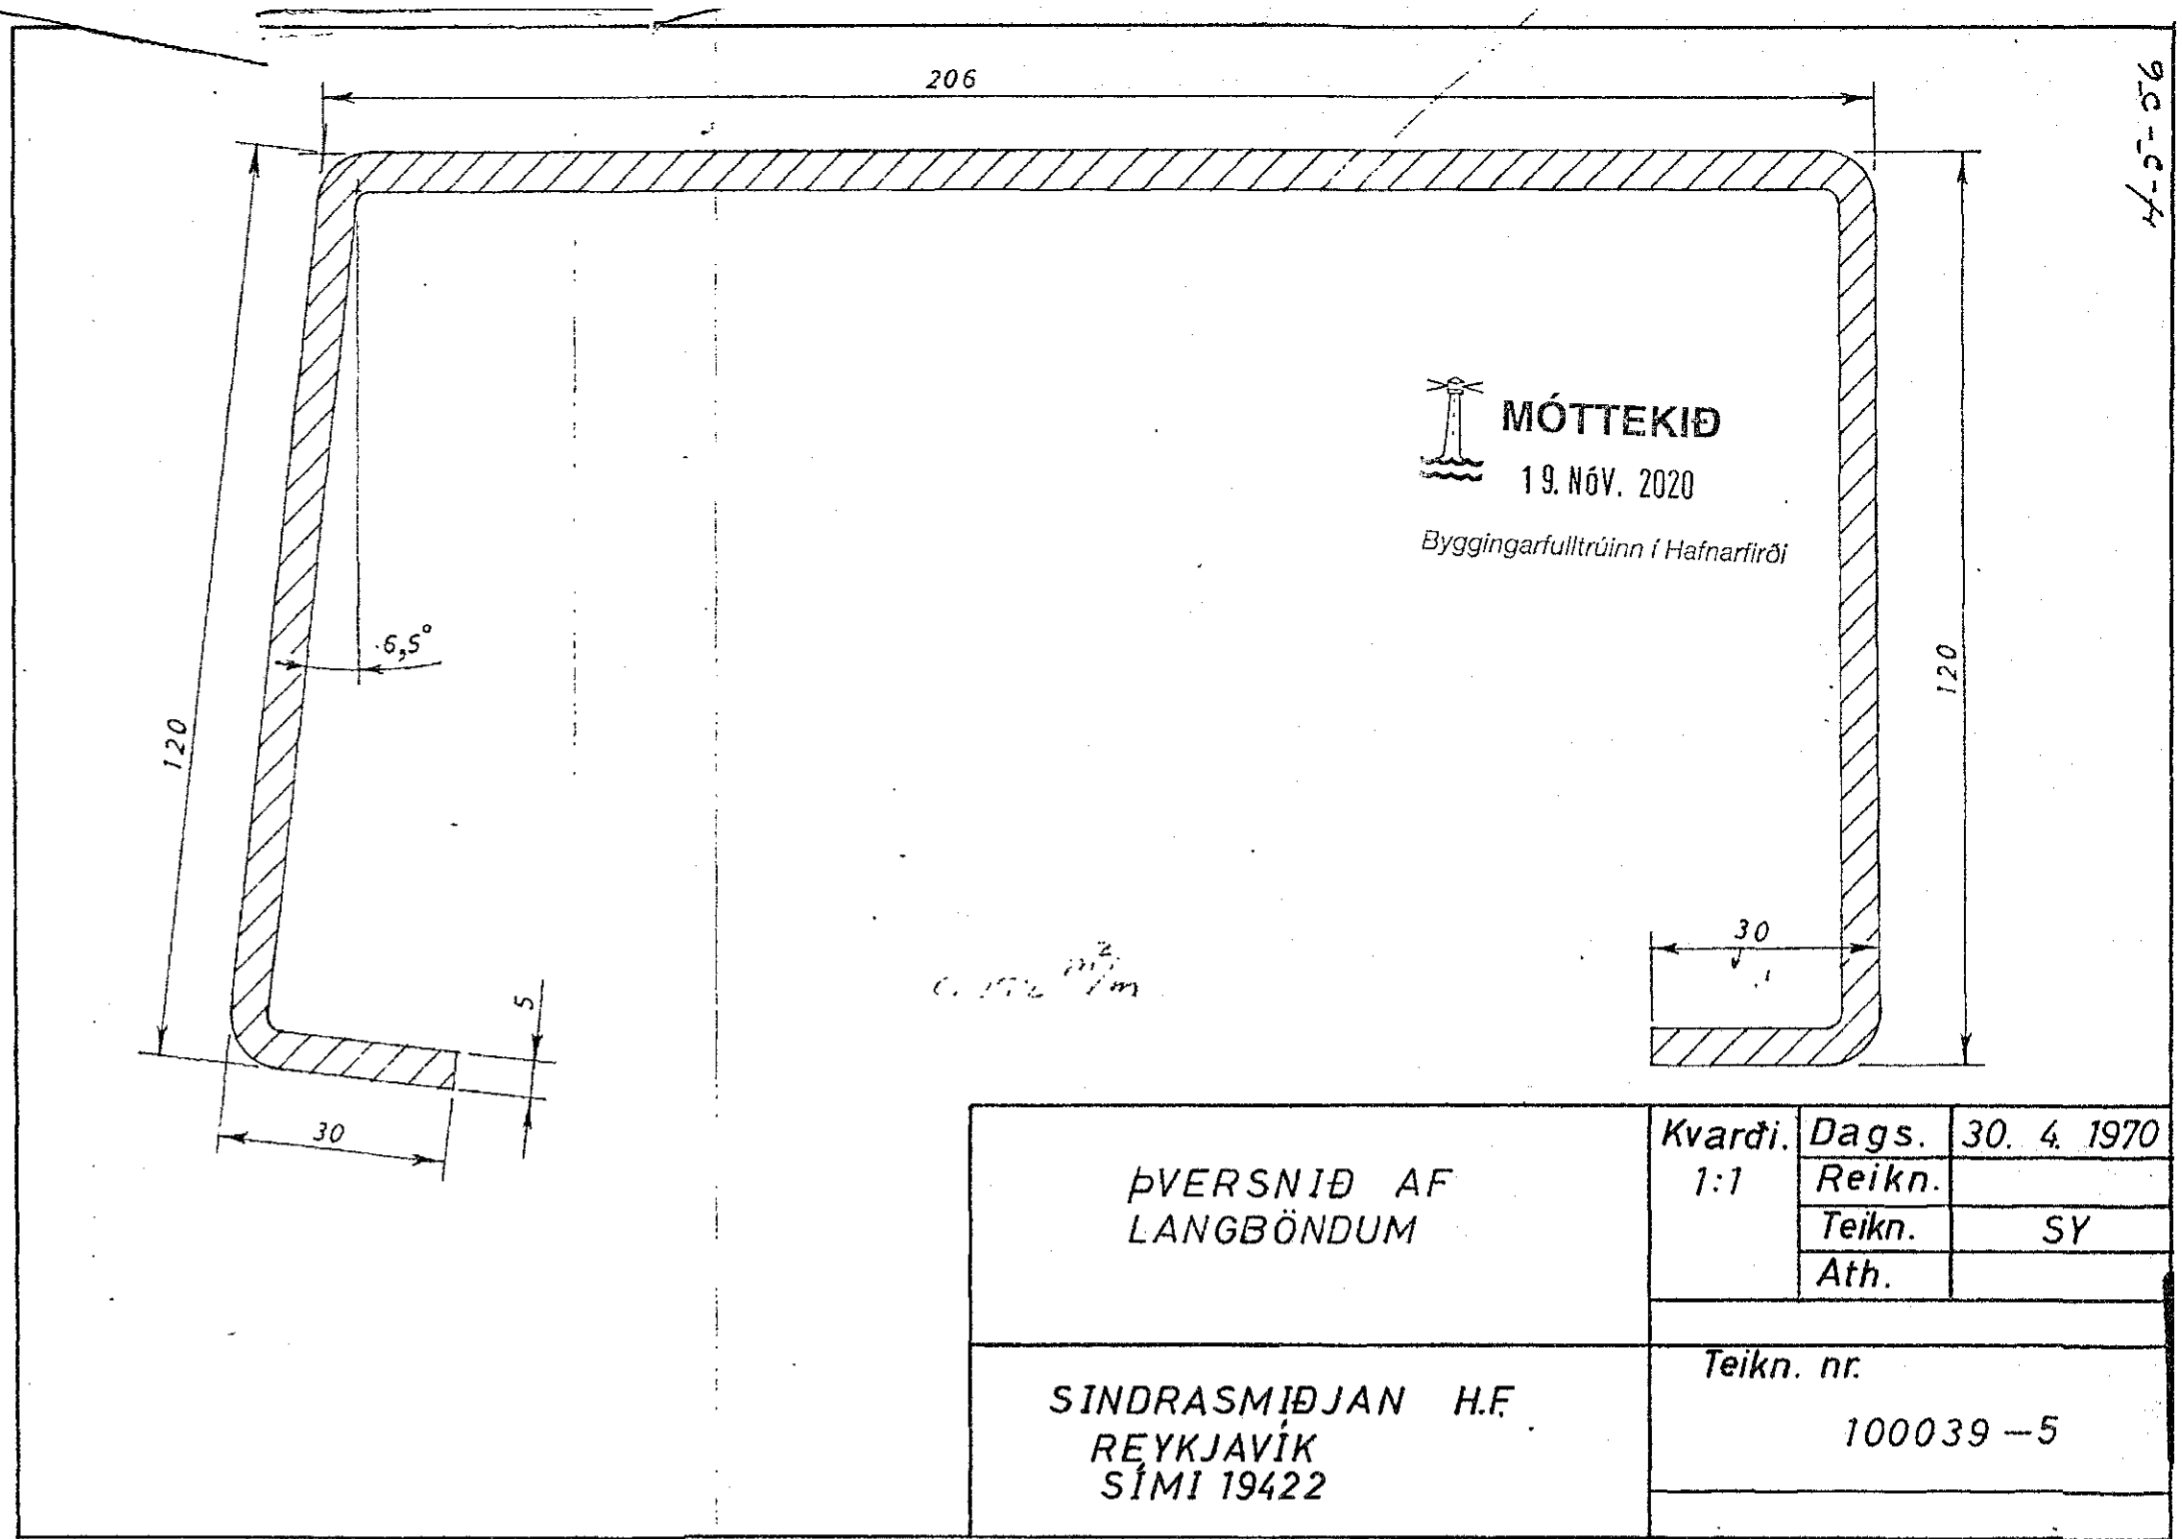 206
MÓTTEKIÐ
19. NÓV. 2020
Byggingarfulltrúinn í Hafnarfirði
6,5°
120
120
30
5
30
ÞVERSNIÐ AF
LANGBÖNDUM
Kvarði.
1:1
Dags. 30. 4. 1970
Reikn.
Teikn. SY
Ath.
SINDRASMIÐJAN H.F.
REYKJAVÍK
SÍMI 19422
Teikn. nr.
100039-5